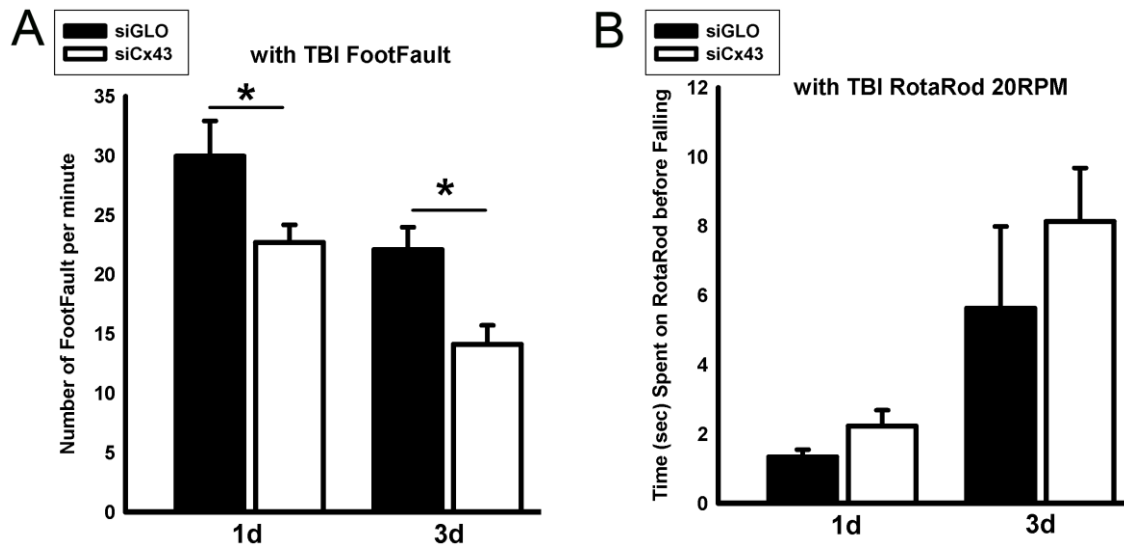 A
siGLO
siCx43
with TBI FootFault
Number of FootFault per minute
35
30
25
20
15
10
5
0
*
*
1d
3d
B
siGLO
siCx43
with TBI RotaRod 20RPM
Time (sec) Spent on RotaRod before Falling
12
10
8
6
4
2
0
1d
3d